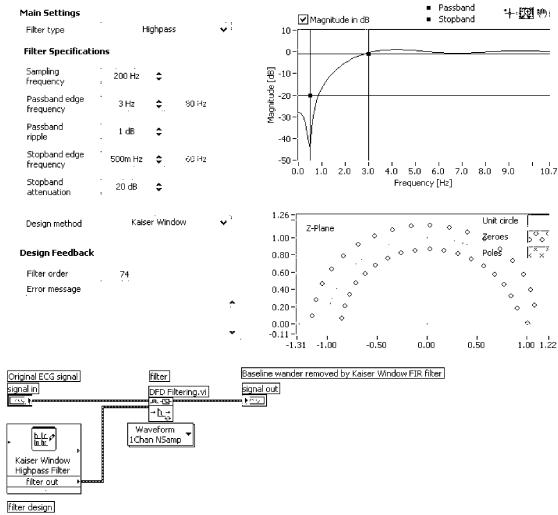 Main Settings
Filter type Highpass
Filter Specifications
Sampling frequency 200 Hz
Passband edge frequency 3 Hz 80 Hz
Passband ripple 1 dB
Stopband edge frequency 500m Hz 60 Hz
Stopband attenuation 20 dB
Design method Kaiser Window
Design Feedback
Filter order 74
Error message
Magnitude in dB
Passband
Stopband
Magnitude [dB]
10
0
-10
-20
-30
-40
-50
0.0 1.0 2.0 3.0 4.0 5.0 6.0 7.0 8.0 9.0 10.7
Frequency [Hz]
Z-Plane
Unit circle
Zeroes
Poles
1.26
1.00
0.80
0.60
0.40
0.20
0.00
-0.11
-1.31 -1.00 -0.50 0.00 0.50 1.00 1.22
Original ECG signal
signal in
filter
DFD Filtering.vi
Waveform
1Chan NSamp
Baseline wander removed by Kaiser Window FIR filter
signal out
Kaiser Window
Highpass Filter
filter out
filter design